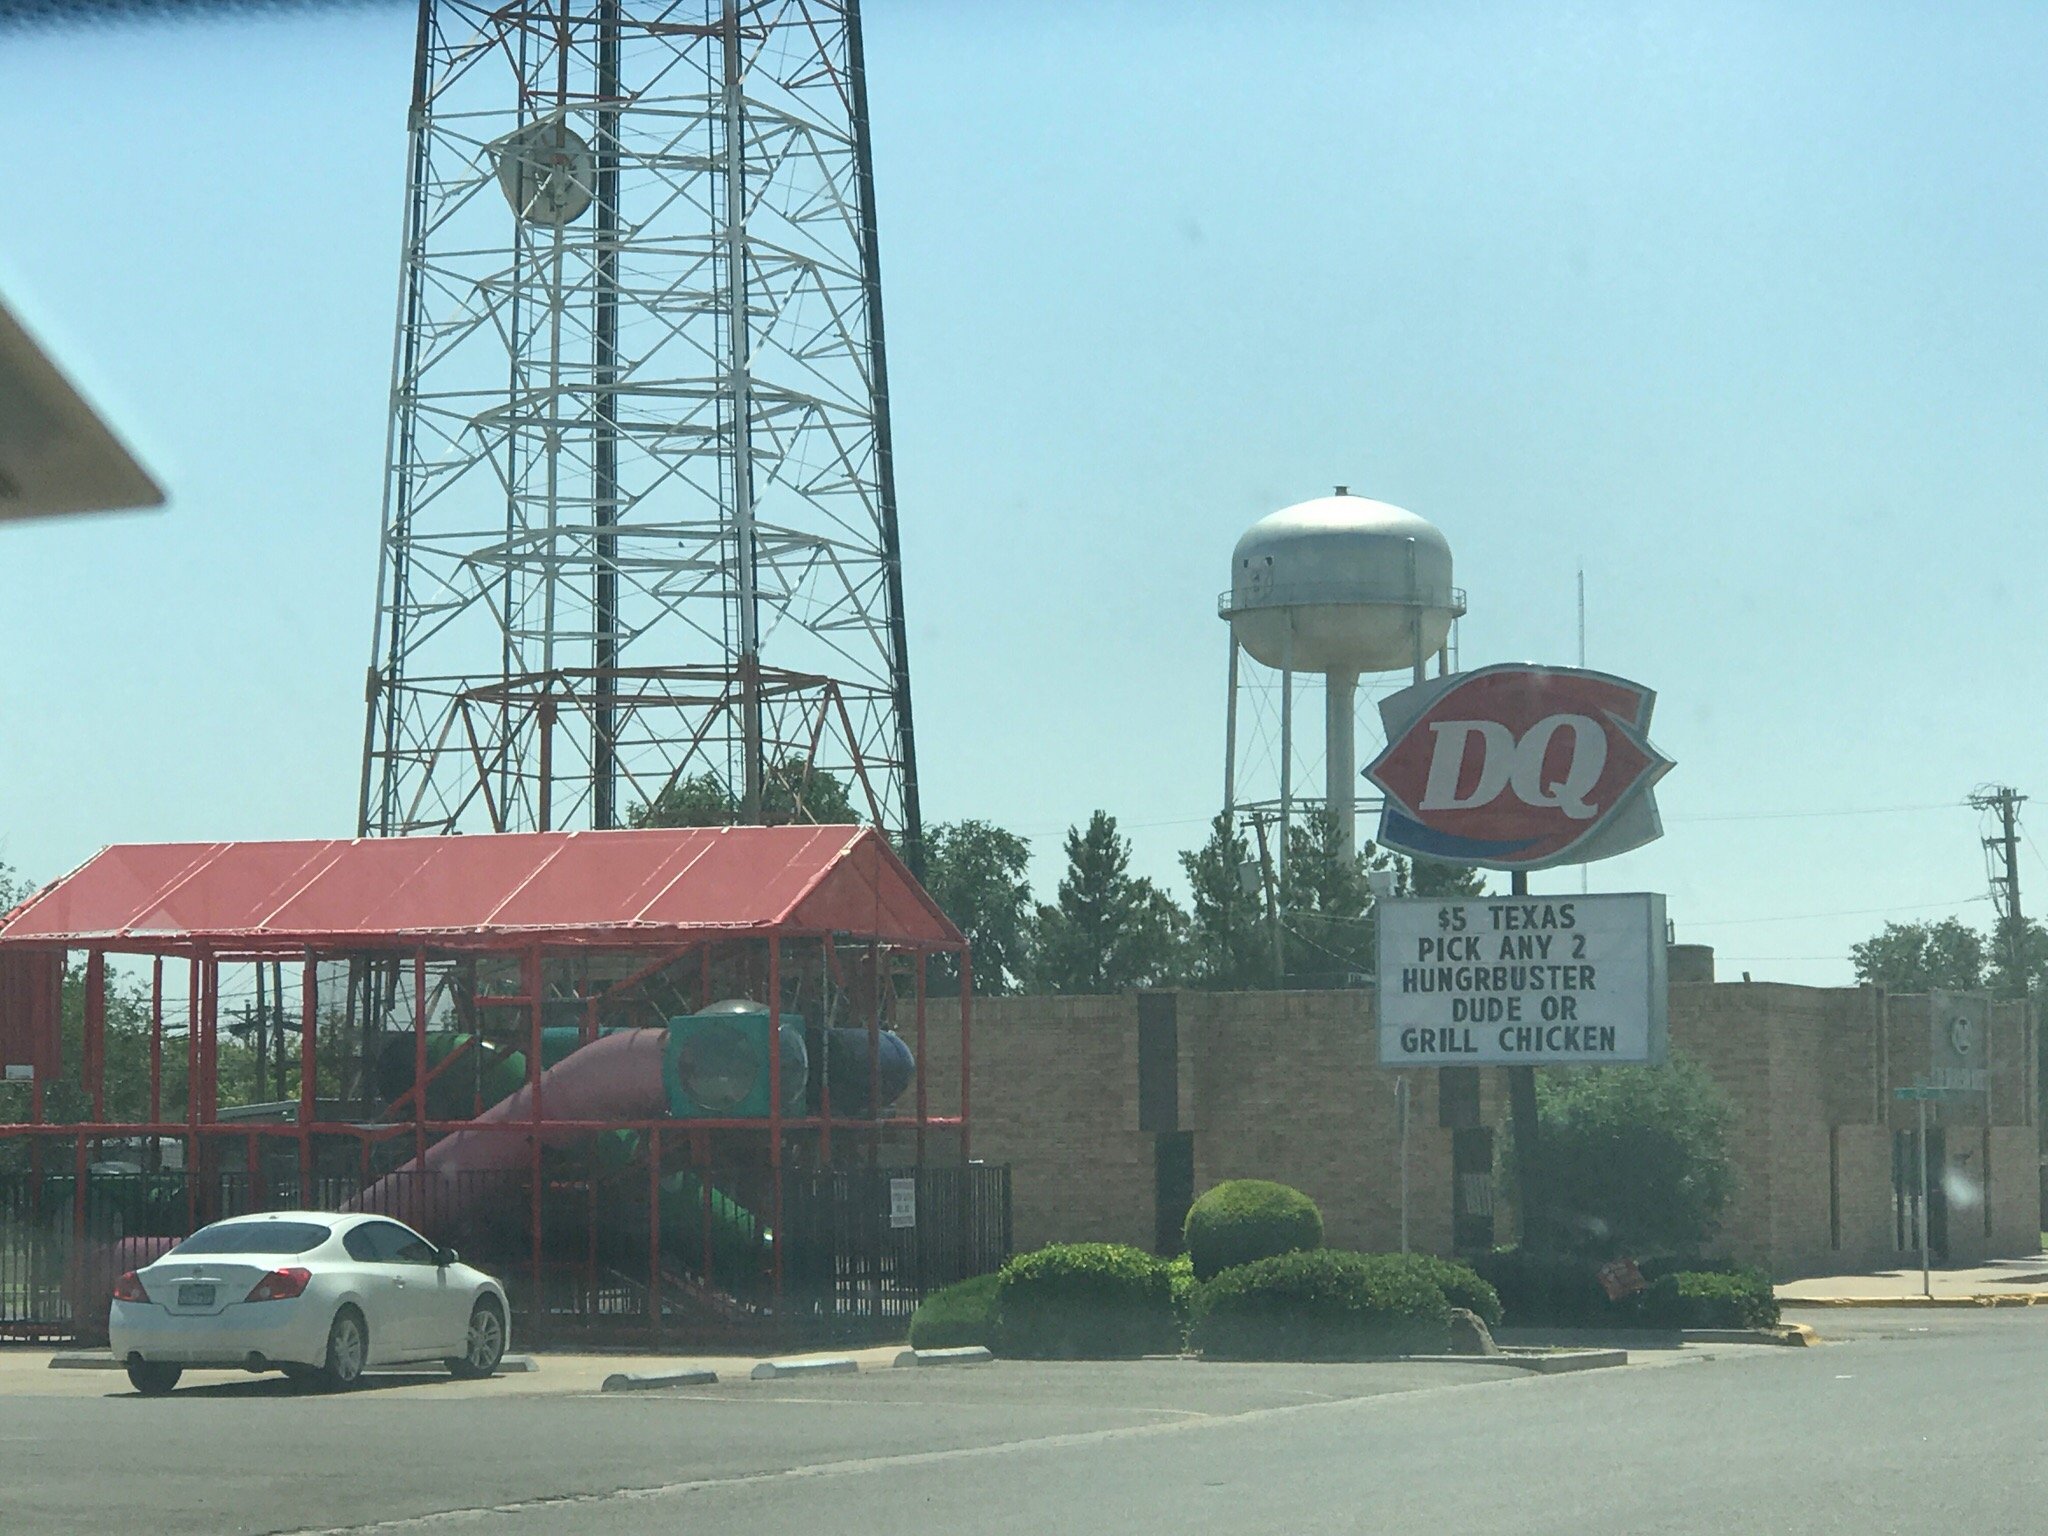 DQ
$5 TEXAS
PICK ANY 2
HUNGRBUSTER
DUDE OR
GRILL CHICKEN